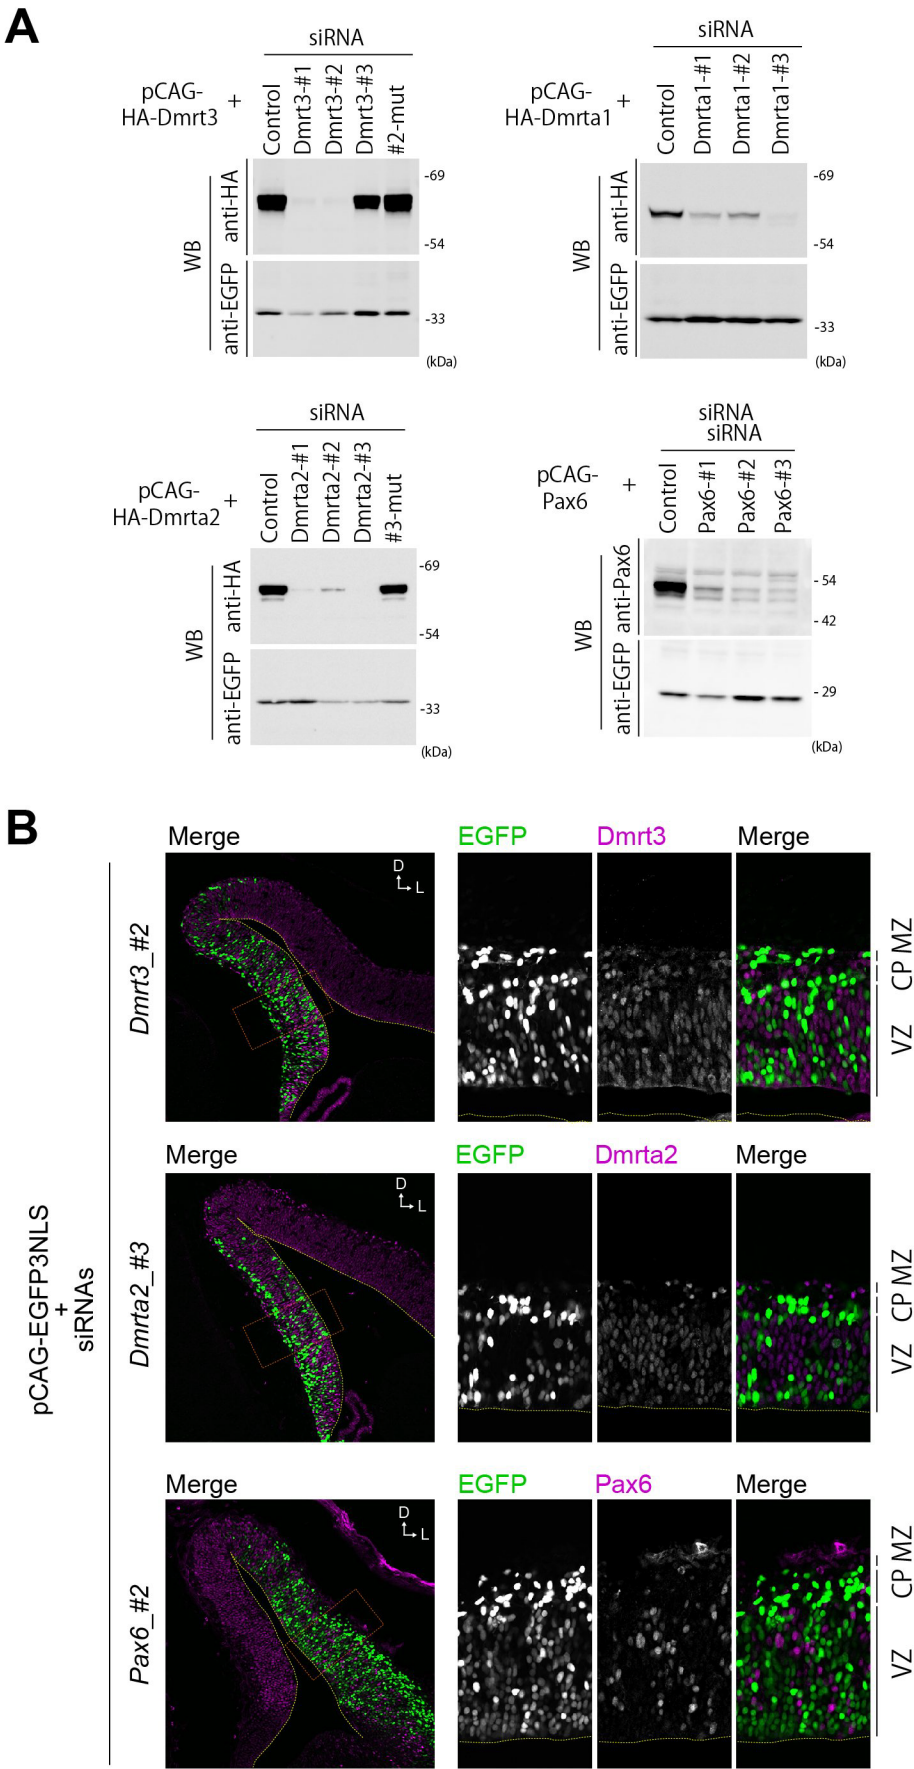 A
siRNA
pCAG-
HA-Dmrt3
+
Control
Dmrt3-#1
Dmrt3-#2
Dmrt3-#3
#2-mut
WB
anti-HA
anti-EGFP
-69
-54
-33
(kDa)
siRNA
pCAG-
HA-Dmrta1
+
Control
Dmrta1-#1
Dmrta1-#2
Dmrta1-#3
WB
anti-HA
anti-EGFP
-69
-54
-33
(kDa)
siRNA
pCAG-
HA-Dmrta2
+
Control
Dmrta2-#1
Dmrta2-#2
Dmrta2-#3
#3-mut
WB
anti-HA
anti-EGFP
-69
-54
-33
(kDa)
siRNA
siRNA
pCAG-
Pax6
+
Control
Pax6-#1
Pax6-#2
Pax6-#3
WB
anti-Pax6
anti-EGFP
- 54
- 42
- 29
(kDa)
B
pCAG-EGFP3NLS
+
siRNAs
Merge
EGFP
Dmrt3
Merge
Dmrt3_#2
D
L
MZ
CP
VZ
Merge
EGFP
Dmrta2
Merge
Dmrta2_#3
D
L
MZ
CP
VZ
Merge
EGFP
Pax6
Merge
Pax6_#2
D
L
MZ
CP
VZ